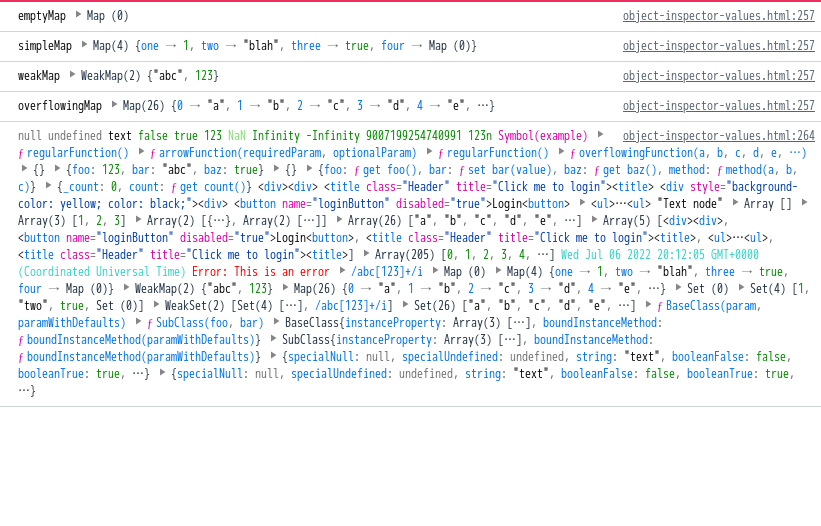 emptyMap ▶ Map (0) object-inspector-values.html:257
simpleMap ▶ Map(4) {one → 1, two → "blah", three → true, four → Map (0)} object-inspector-values.html:257
weakMap ▶ WeakMap(2) {"abc", 123} object-inspector-values.html:257
overflowingMap ▶ Map(26) {0 → "a", 1 → "b", 2 → "c", 3 → "d", 4 → "e", …} object-inspector-values.html:257
null undefined text false true 123 NaN Infinity -Infinity 9007199254740991 123n Symbol(example) ▶ object-inspector-values.html:264
ƒ regularFunction() ▶ ƒ arrowFunction(requiredParam, optionalParam) ▶ ƒ regularFunction() ▶ ƒ overflowingFunction(a, b, c, d, e, …)
▶ {} ▶ {foo: 123, bar: "abc", baz: true} ▶ {} ▶ {foo: ƒ get foo(), bar: ƒ set bar(value), baz: ƒ get baz(), method: ƒ method(a, b,
c)} ▶ {_count: 0, count: ƒ get count()} <div><div> <title class="Header" title="Click me to login"><title> <div style="background-
color: yellow; color: black;"><div> <button name="loginButton" disabled="true">Login<button> ▶ <ul>…<ul> "Text node" ▶ Array [] ▶
Array(3) [1, 2, 3] ▶ Array(2) [{…}, Array(2) […]] ▶ Array(26) ["a", "b", "c", "d", "e", …] ▶ Array(5) [<div><div>,
<button name="loginButton" disabled="true">Login<button>, <title class="Header" title="Click me to login"><title>, <ul>…<ul>,
<title class="Header" title="Click me to login"><title>] ▶ Array(205) [0, 1, 2, 3, 4, …] Wed Jul 06 2022 20:12:05 GMT+0000
(Coordinated Universal Time) Error: This is an error ▶ /abc[123]+/i ▶ Map (0) ▶ Map(4) {one → 1, two → "blah", three → true,
four → Map (0)} ▶ WeakMap(2) {"abc", 123} ▶ Map(26) {0 → "a", 1 → "b", 2 → "c", 3 → "d", 4 → "e", …} ▶ Set (0) ▶ Set(4) [1,
"two", true, Set (0)] ▶ WeakSet(2) [Set(4) […], /abc[123]+/i] ▶ Set(26) ["a", "b", "c", "d", "e", …] ▶ ƒ BaseClass(param,
paramWithDefaults) ▶ ƒ SubClass(foo, bar) ▶ BaseClass{instanceProperty: Array(3) […], boundInstanceMethod:
ƒ boundInstanceMethod(paramWithDefaults)} ▶ SubClass{instanceProperty: Array(3) […], boundInstanceMethod:
ƒ boundInstanceMethod(paramWithDefaults)} ▶ {specialNull: null, specialUndefined: undefined, string: "text", booleanFalse: false,
booleanTrue: true, …} ▶ {specialNull: null, specialUndefined: undefined, string: "text", booleanFalse: false, booleanTrue: true,
…}